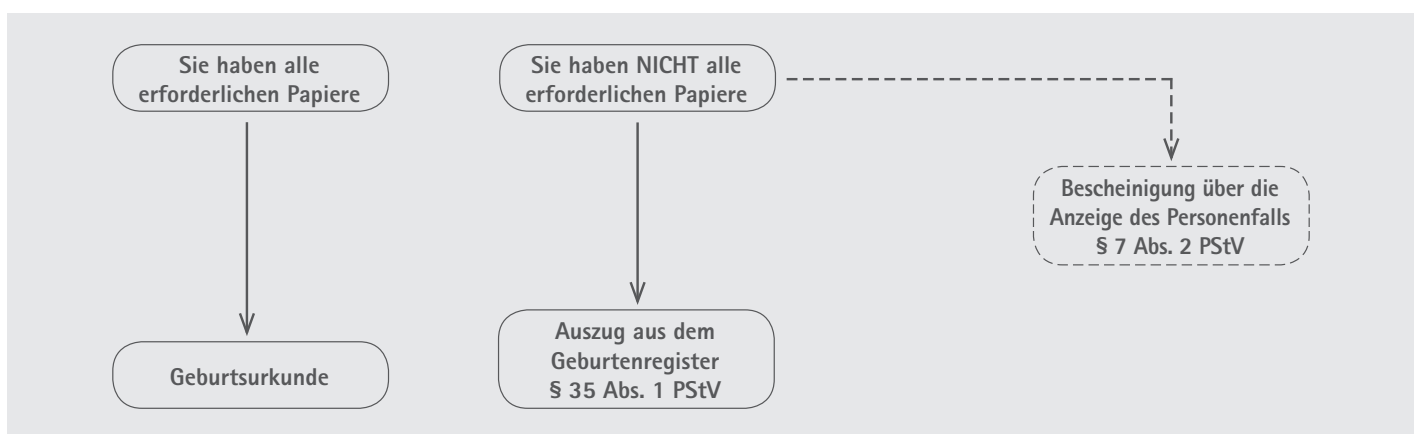 Sie haben alle
erforderlichen Papiere
Sie haben NICHT alle
erforderlichen Papiere
Bescheinigung über die
Anzeige des Personenfalls
§ 7 Abs. 2 PStV
Geburtsurkunde
Auszug aus dem
Geburtenregister
§ 35 Abs. 1 PStV